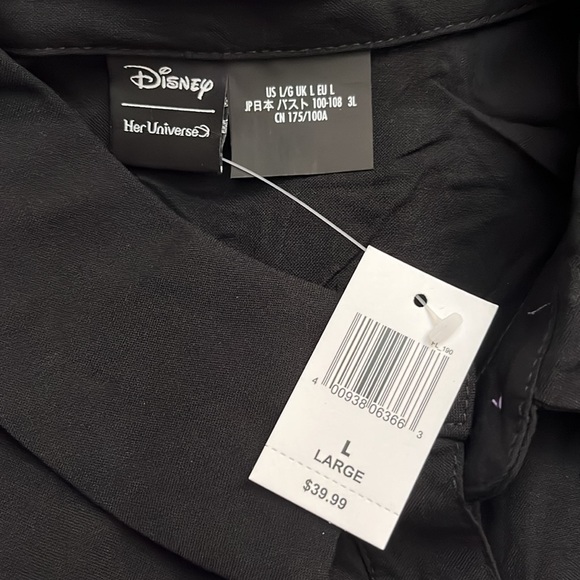 Disney
Her Universe
US L/G UK L EU L
JP日本 バスト 100-108 3L
CN 175/100A
4 00938 06366 3
L
LARGE
$39.99